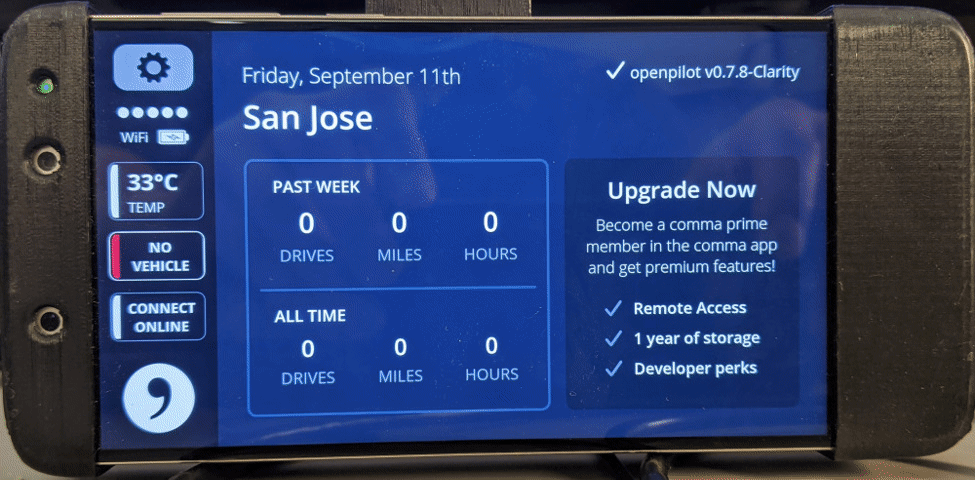 Friday, September 11th
openpilot v0.7.8-Clarity
San Jose
WiFi
33°C
TEMP
NO
VEHICLE
CONNECT
ONLINE
PAST WEEK
0 0 0
DRIVES MILES HOURS
ALL TIME
0 0 0
DRIVES MILES HOURS
Upgrade Now
Become a comma prime
member in the comma app
and get premium features!
Remote Access
1 year of storage
Developer perks